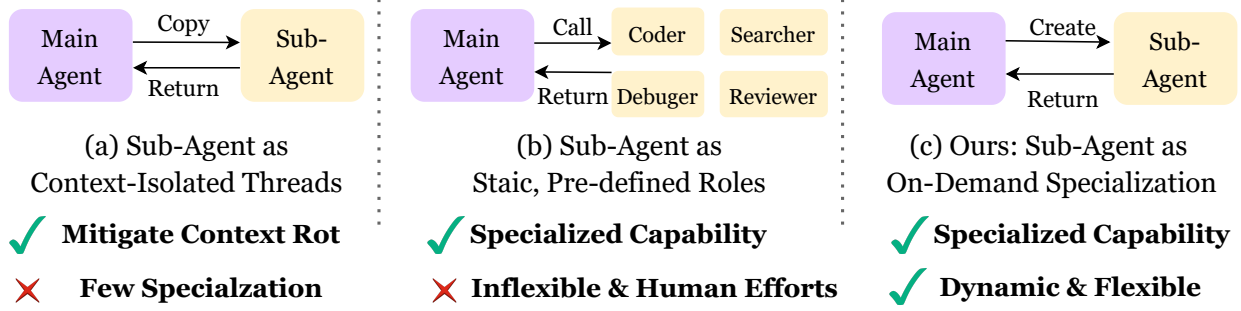 Main
Agent
Copy
Return
Sub-
Agent
(a) Sub-Agent as
Context-Isolated Threads
Mitigate Context Rot
Few Specialzation
Main
Agent
Call
Return
Coder
Searcher
Debuger
Reviewer
(b) Sub-Agent as
Staic, Pre-defined Roles
Specialized Capability
Inflexible & Human Efforts
Main
Agent
Create
Return
Sub-
Agent
(c) Ours: Sub-Agent as
On-Demand Specialization
Specialized Capability
Dynamic & Flexible